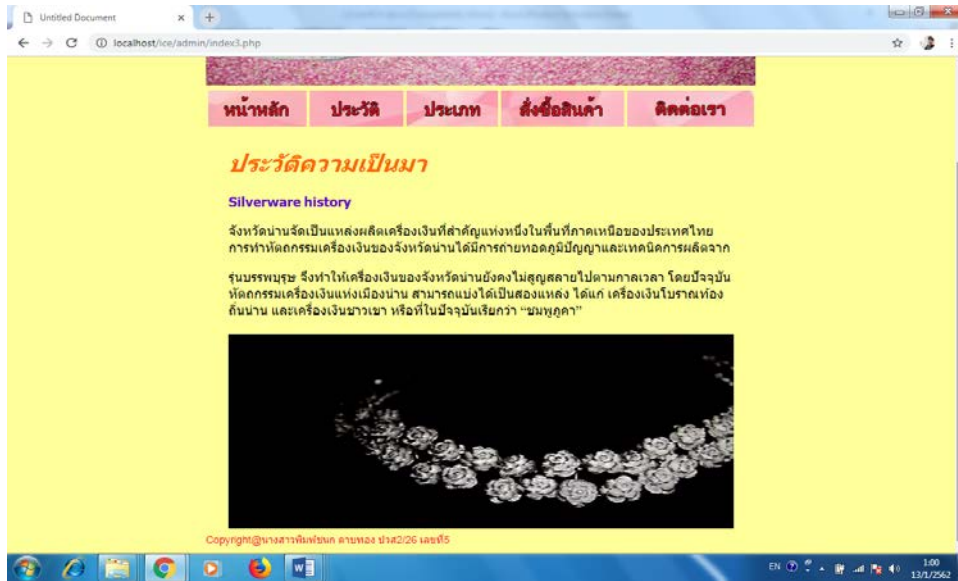 Untitled Document
localhost/ice/admin/index3.php
หน้าหลัก ประวัติ ประเภท สั่งซื้อสินค้า ติดต่อเรา
ประวัติความเป็นมา
Silverware history
จังหวัดน่านจัดเป็นแหล่งผลิตเครื่องเงินที่สำคัญแห่งหนึ่งในพื้นที่ภาคเหนือของประเทศไทย
การทำหัตถกรรมเครื่องเงินของจังหวัดน่านได้มีการถ่ายทอดภูมิปัญญาและเทคนิคการผลิตจาก
รุ่นบรรพบุรุษ จึงทำให้เครื่องเงินของจังหวัดน่านยังคงไม่สูญสลายไปตามกาลเวลา โดยปัจจุบัน
หัตถกรรมเครื่องเงินแห่งเมืองน่าน สามารถแบ่งได้เป็นสองแหล่ง ได้แก่ เครื่องเงินโบราณท้อง
ถิ่นน่าน และเครื่องเงินชาวเขา หรือที่ในปัจจุบันเรียกว่า “ชมพูภูคา”
Copyright@นางสาวพิมพ์ชนก ปวส2/26 เลขที่5
EN
1:00
13/1/2562